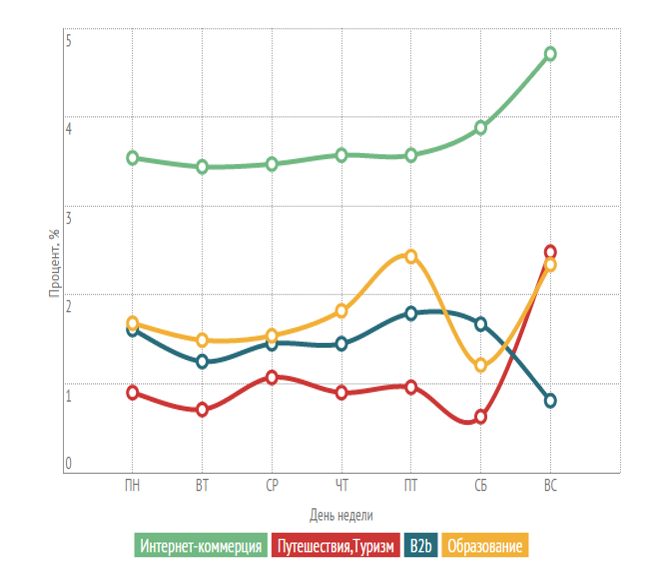 5
4
3
2
1
0
Процент, %
ПН ВТ СР ЧТ ПТ СБ ВС
День недели
Интернет-коммерция Путешествия,Туризм B2b Образование